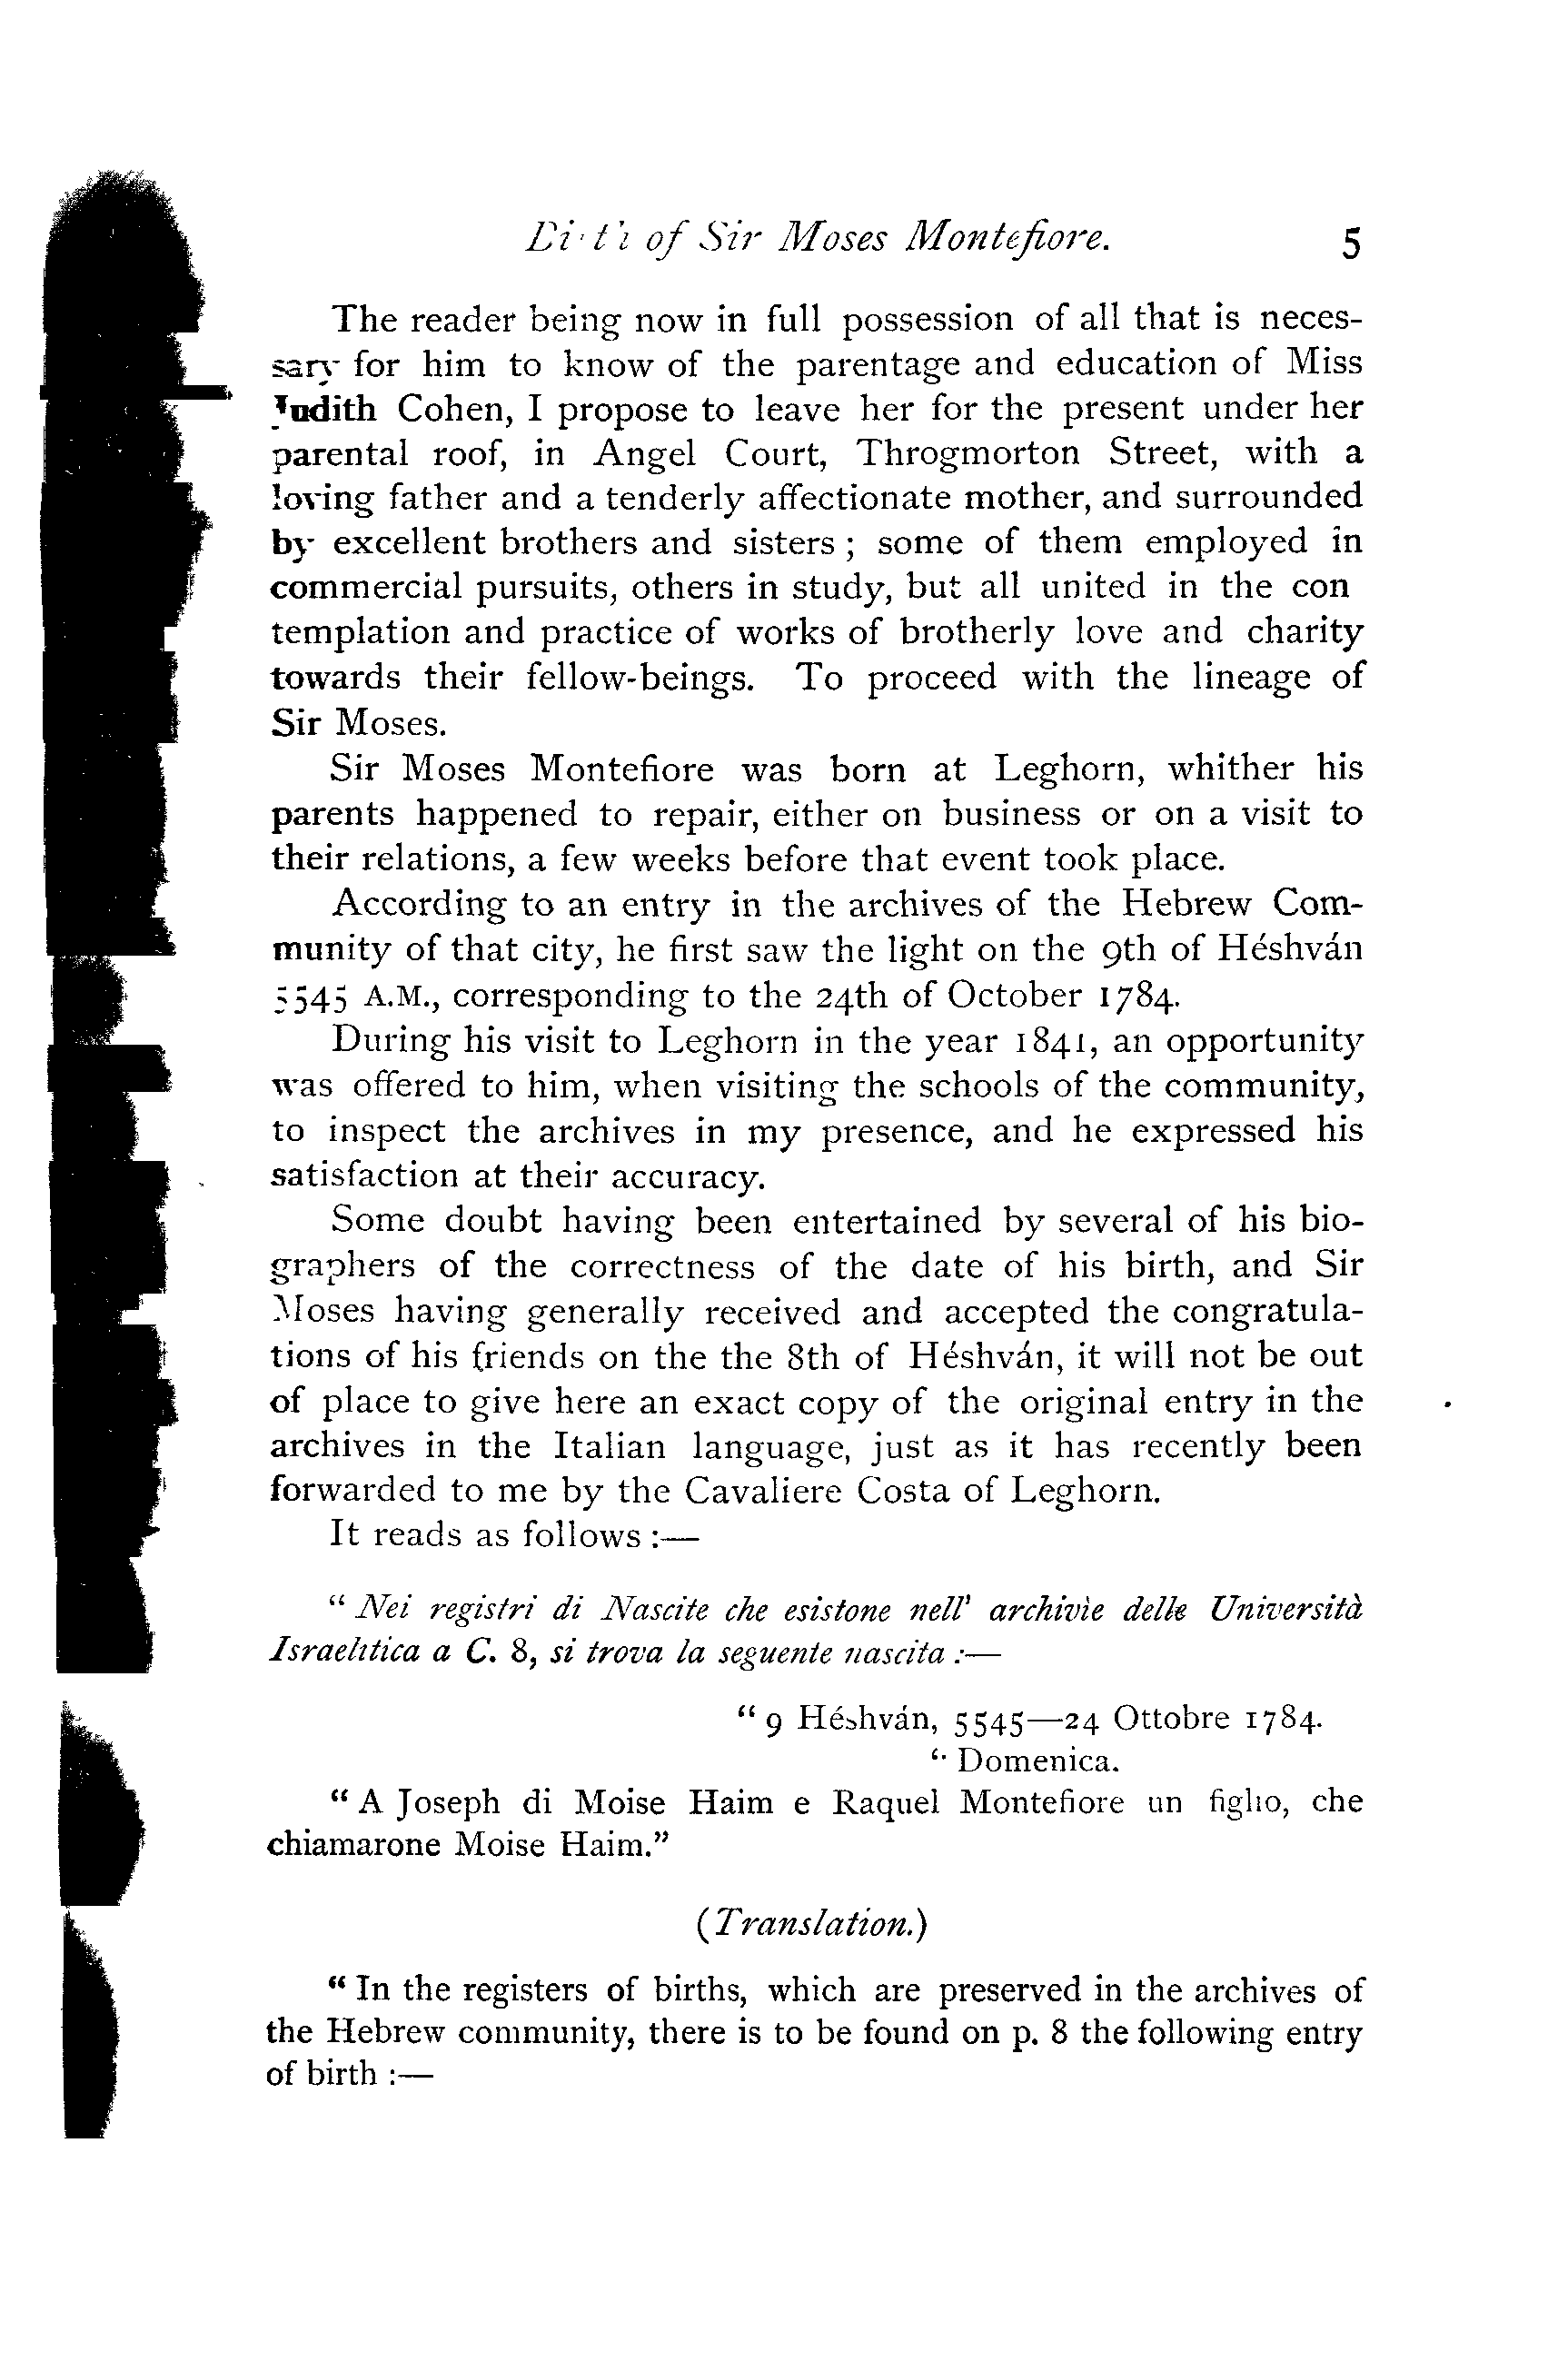 Birth of Sir Moses Montefiore. 5
The reader being now in full possession of all that is neces-
sary for him to know of the parentage and education of Miss
Judith Cohen, I propose to leave her for the present under her
parental roof, in Angel Court, Throgmorton Street, with a
loving father and a tenderly affectionate mother, and surrounded
by excellent brothers and sisters ; some of them employed in
commercial pursuits, others in study, but all united in the con
templation and practice of works of brotherly love and charity
towards their fellow-beings. To proceed with the lineage of
Sir Moses.
Sir Moses Montefiore was born at Leghorn, whither his
parents happened to repair, either on business or on a visit to
their relations, a few weeks before that event took place.
According to an entry in the archives of the Hebrew Com-
munity of that city, he first saw the light on the 9th of Héshván
5545 A.M., corresponding to the 24th of October 1784.
During his visit to Leghorn in the year 1841, an opportunity
was offered to him, when visiting the schools of the community,
to inspect the archives in my presence, and he expressed his
satisfaction at their accuracy.
Some doubt having been entertained by several of his bio-
graphers of the correctness of the date of his birth, and Sir
Moses having generally received and accepted the congratula-
tions of his friends on the the 8th of Héshván, it will not be out
of place to give here an exact copy of the original entry in the
archives in the Italian language, just as it has recently been
forwarded to me by the Cavaliere Costa of Leghorn.
It reads as follows :—
“ Nei registri di Nascite che esistone nell' archivie delle Università
Israelitica a C. 8, si trova la seguente nascita :—
“ 9 Héshván, 5545—24 Ottobre 1784.
“ Domenica.
“ A Joseph di Moise Haim e Raquel Montefiore un figlio, che
chiamarone Moise Haim.”
(Translation.)
“ In the registers of births, which are preserved in the archives of
the Hebrew community, there is to be found on p. 8 the following entry
of birth :—